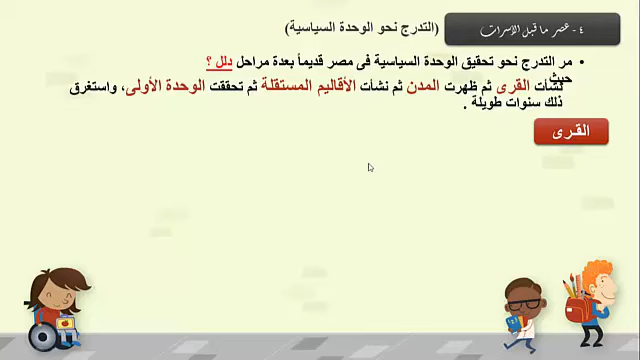 ٤- عصر ما قبل الأسرات
(التدرج نحو الوحدة السياسية)
• مر التدرج نحو تحقيق الوحدة السياسية فى مصر قديماً بعدة مراحل دلل ؟
حيث
نشأت القرى ثم ظهرت المدن ثم نشأت الأقاليم المستقلة ثم تحققت الوحدة الأولى، واستغرق
ذلك سنوات طويلة .
القـرى